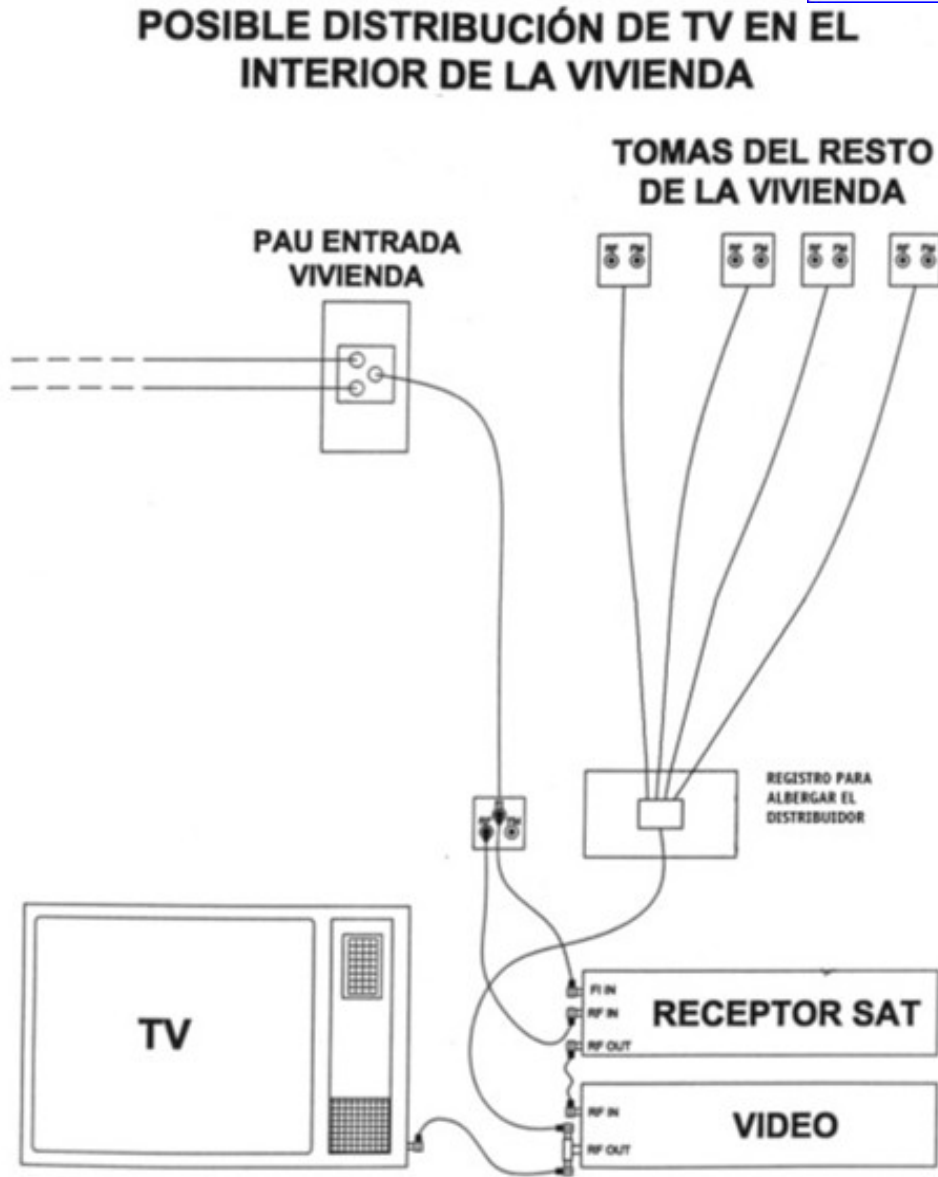 POSIBLE DISTRIBUCIÓN DE TV EN EL
INTERIOR DE LA VIVIENDA
TOMAS DEL RESTO
DE LA VIVIENDA
PAU ENTRADA
VIVIENDA
REGISTRO PARA
ALBERGAR EL
DISTRIBUIDOR
TV
FI IN
RF IN
RF OUT
RECEPTOR SAT
RF IN
RF OUT
VIDEO